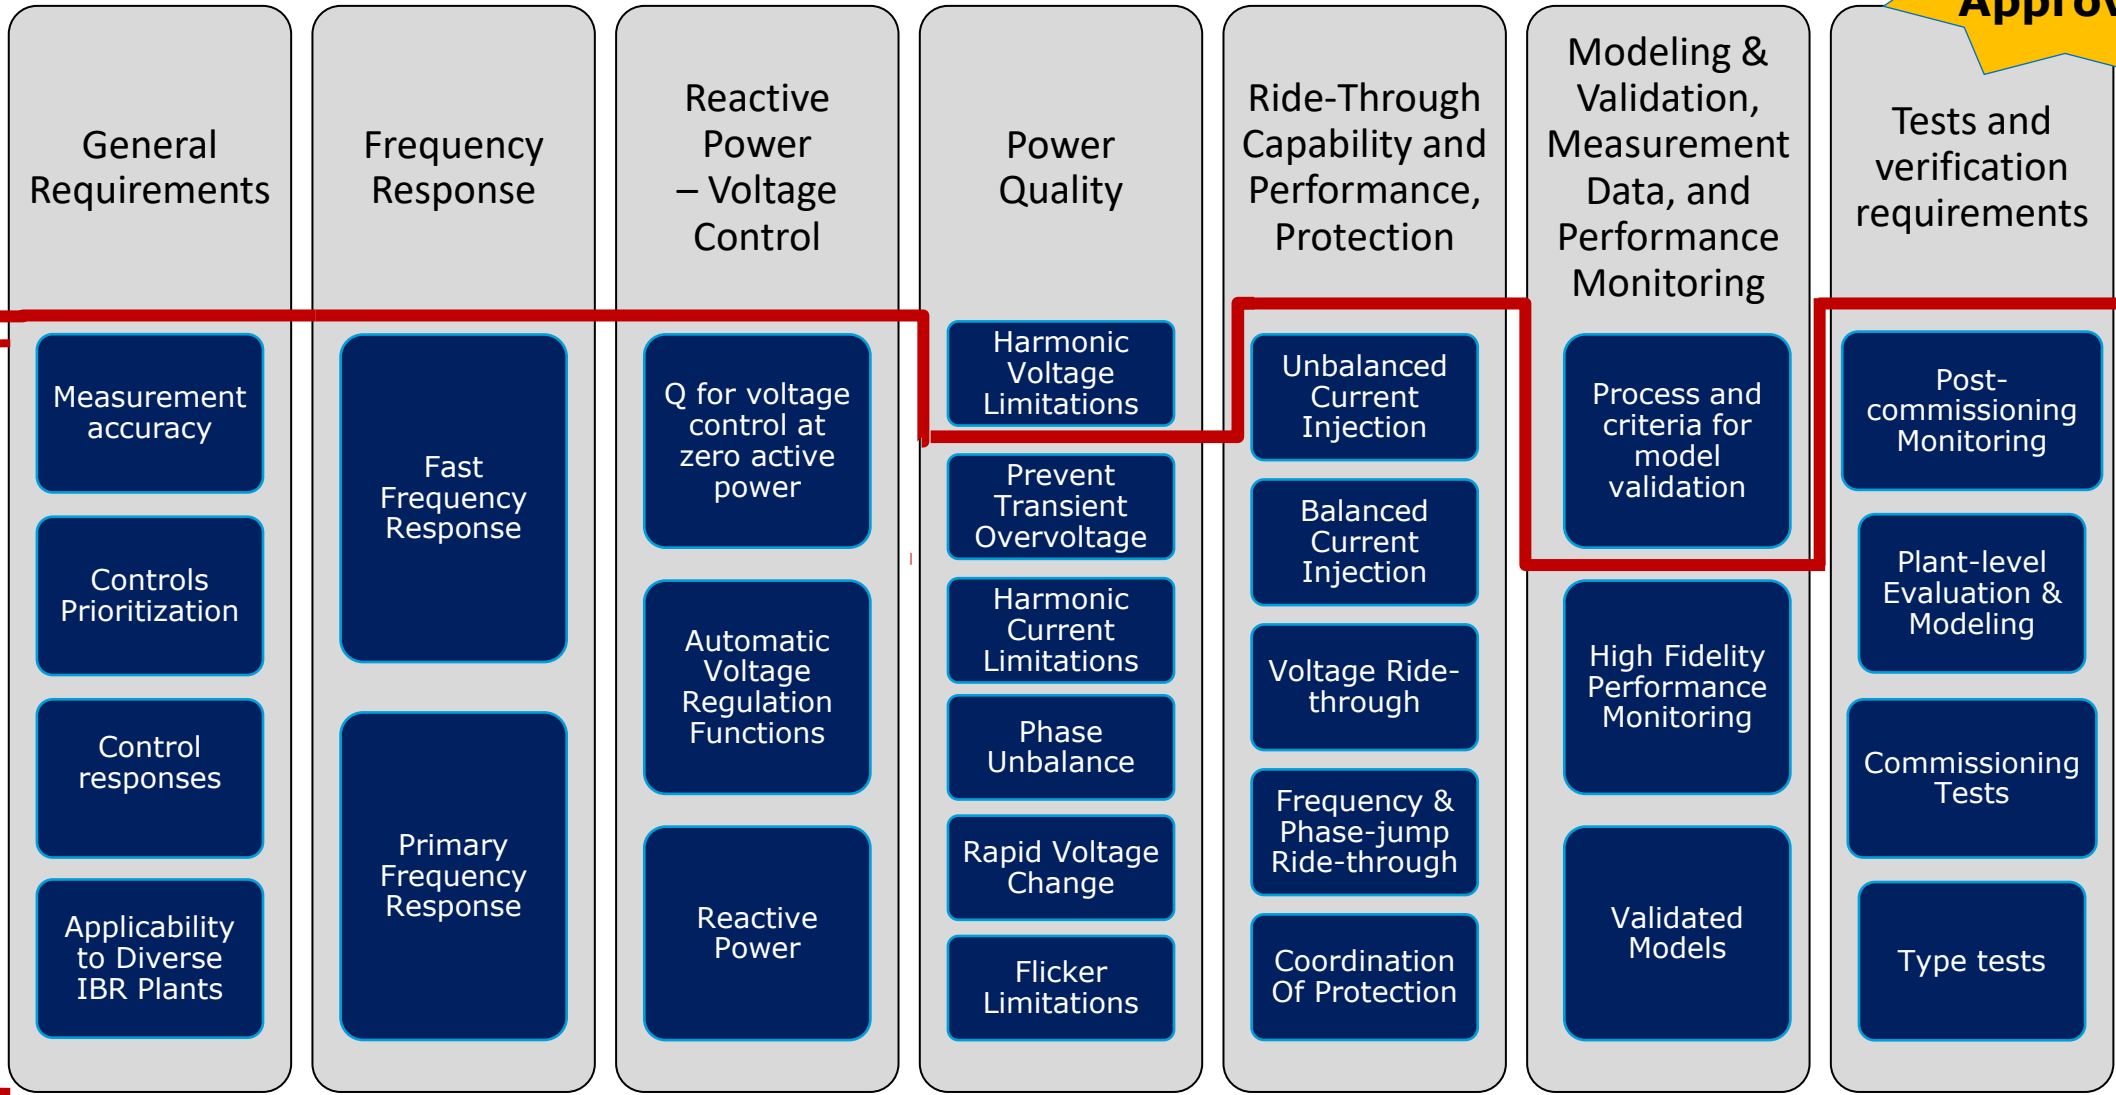 General
Requirements
Measurement
accuracy
Controls
Prioritization
Control
responses
Applicability
to Diverse
IBR Plants
Frequency
Response
Fast
Frequency
Response
Primary
Frequency
Response
Reactive
Power
– Voltage
Control
Q for voltage
control at
zero active
power
Automatic
Voltage
Regulation
Functions
Reactive
Power
Power
Quality
Harmonic
Voltage
Limitations
Prevent
Transient
Overvoltage
Harmonic
Current
Limitations
Phase
Unbalance
Rapid Voltage
Change
Flicker
Limitations
Ride-Through
Capability and
Performance,
Protection
Unbalanced
Current
Injection
Balanced
Current
Injection
Voltage Ride-
through
Frequency &
Phase-jump
Ride-through
Coordination
Of Protection
Modeling &
Validation,
Measurement
Data, and
Performance
Monitoring
Process and
criteria for
model
validation
High Fidelity
Performance
Monitoring
Validated
Models
Tests and
verification
requirements
Post-
commissioning
Monitoring
Plant-level
Evaluation &
Modeling
Commissioning
Tests
Type tests